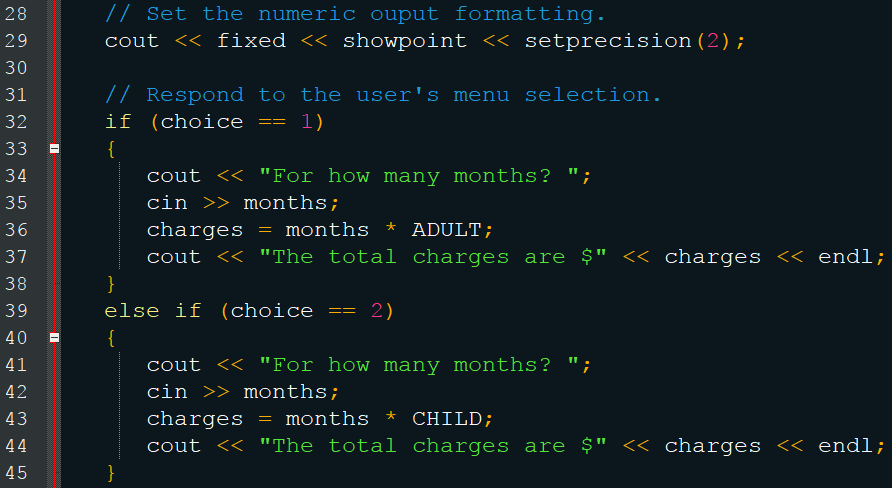 28 // Set the numeric ouput formatting.
29 cout << fixed << showpoint << setprecision(2);
30
31 // Respond to the user's menu selection.
32 if (choice == 1)
33 {
34 cout << "For how many months? ";
35 cin >> months;
36 charges = months * ADULT;
37 cout << "The total charges are $" << charges << endl;
38 }
39 else if (choice == 2)
40 {
41 cout << "For how many months? ";
42 cin >> months;
43 charges = months * CHILD;
44 cout << "The total charges are $" << charges << endl;
45 }